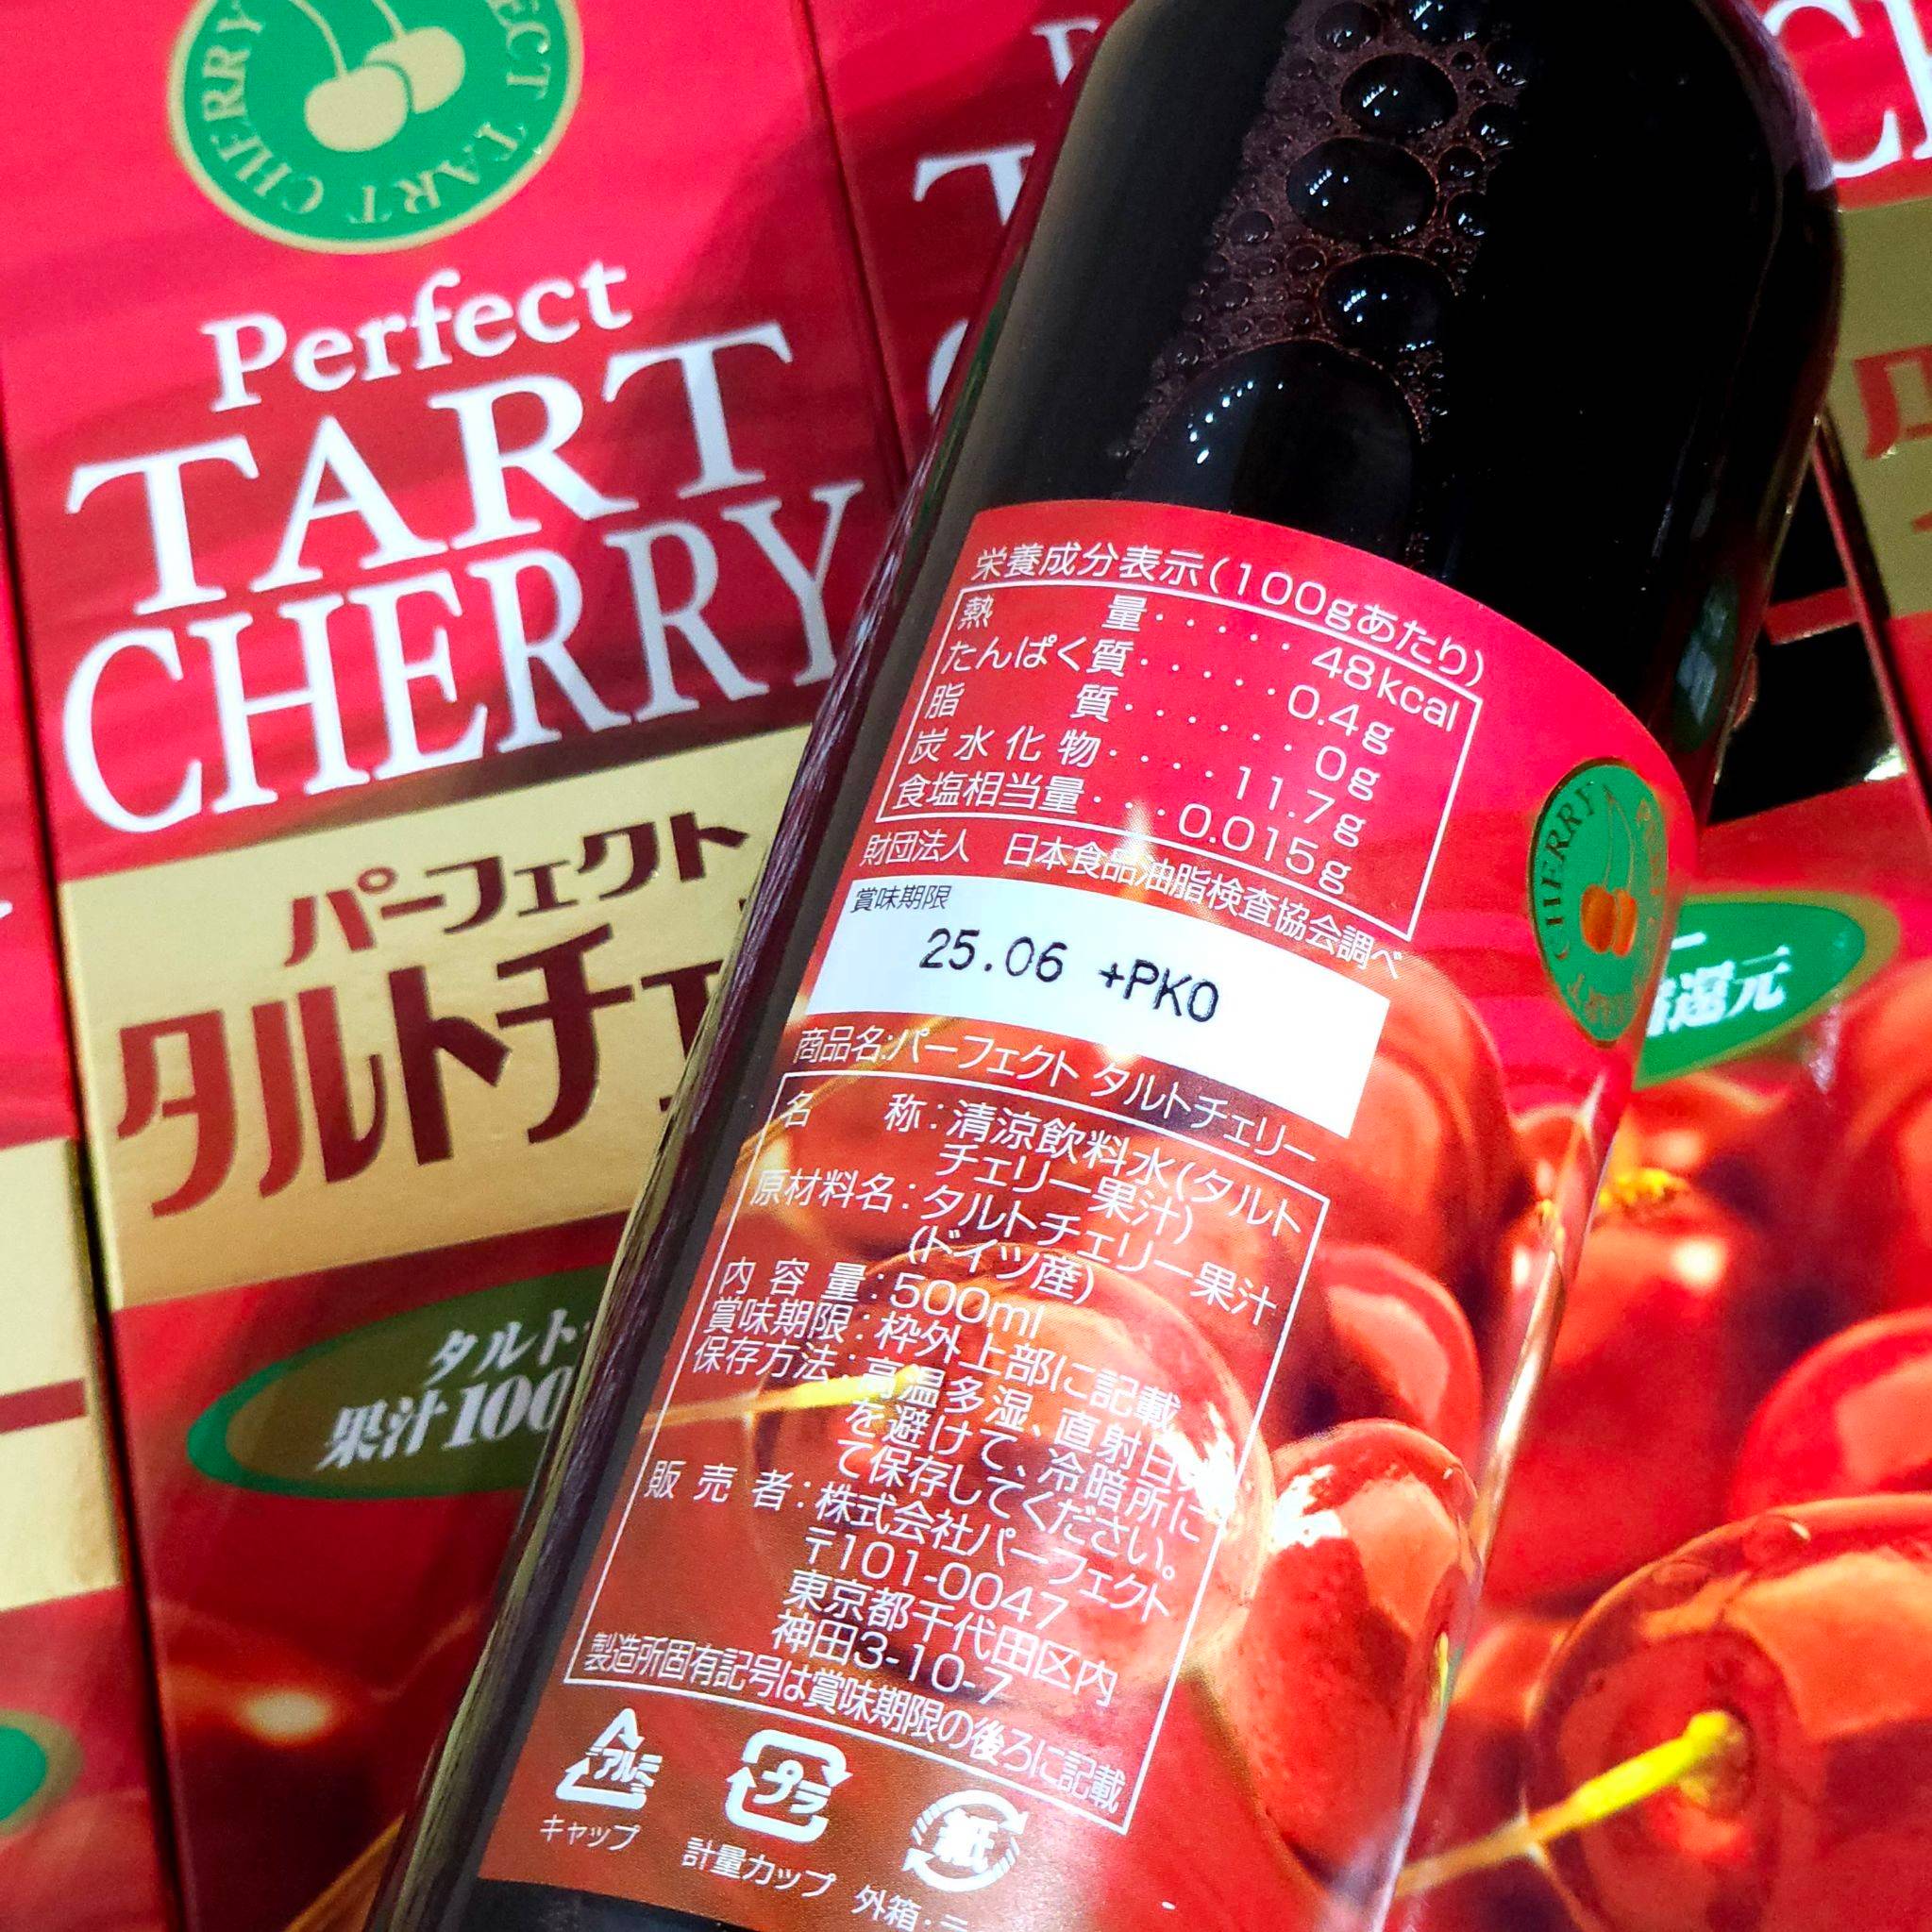 PERFECT TART CHERRY
Perfect
TART
CHERRY
パーフェクト
タルトチェ
タルト
果汁100
栄養成分表示(100gあたり)
熱量・・・・・48kcal
たんぱく質・・・・・0.4g
脂質・・・・・・0g
炭水化物・・・・11.7g
食塩相当量・・・0.015g
財団法人 日本食品油脂検査協会調べ
賞味期限
25.06 +PK0
商品名:パーフェクト タルトチェリー
名称:清涼飲料水(タルト
チェリー果汁)
原材料名:タルトチェリー果汁
(ドイツ産)
内容量:500ml
賞味期限:枠外上部に記載
保存方法:高温多湿、直射日
を避けて、冷暗所に
て保存してください。
販売者:株式会社パーフェクト
〒101-0047
東京都千代田区内
神田3-10-7
製造所固有記号は賞味期限の後ろに記載
アルミ
キャップ
プラ
計量カップ
紙
外箱・
CHERRY
還元